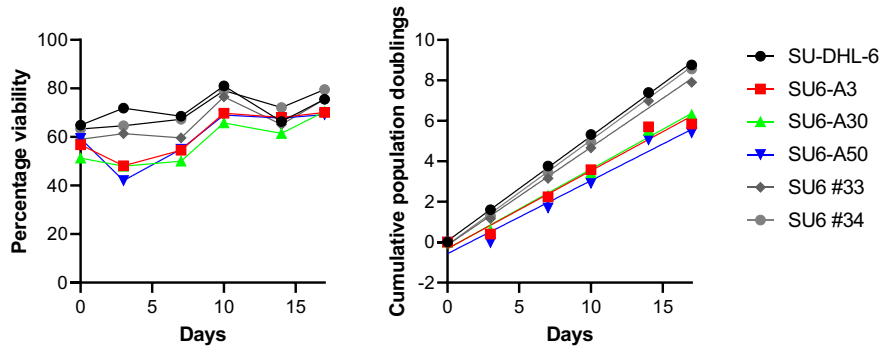 Percentage viability
100
80
60
40
20
0
0 5 10 15
Days
Cumulative population doublings
10
8
6
4
2
0
-2
0 5 10 15
Days
SU-DHL-6
SU6-A3
SU6-A30
SU6-A50
SU6 #33
SU6 #34